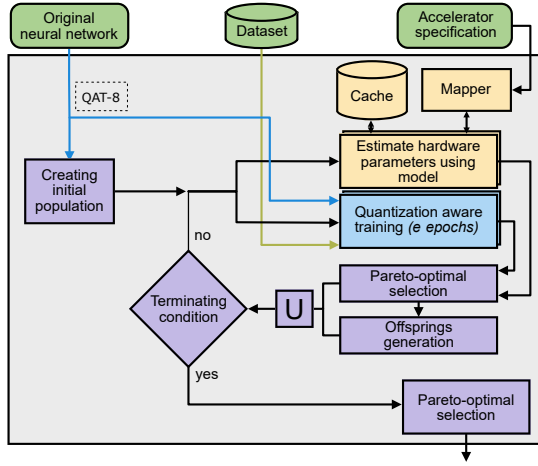 Original
neural network
Dataset
Accelerator
specification
QAT-8
Cache
Mapper
Creating
initial
population
Estimate hardware
parameters using
model
Quantization aware
training (e epochs)
no
Terminating
condition
U
Pareto-optimal
selection
Offsprings
generation
yes
Pareto-optimal
selection